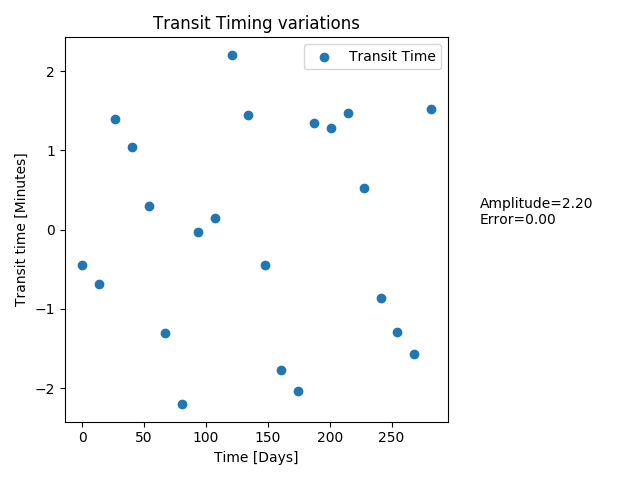 Transit Timing variations
Transit Time
Transit time [Minutes]
2
1
0
−1
−2
0 50 100 150 200 250
Time [Days]
Amplitude=2.20
Error=0.00